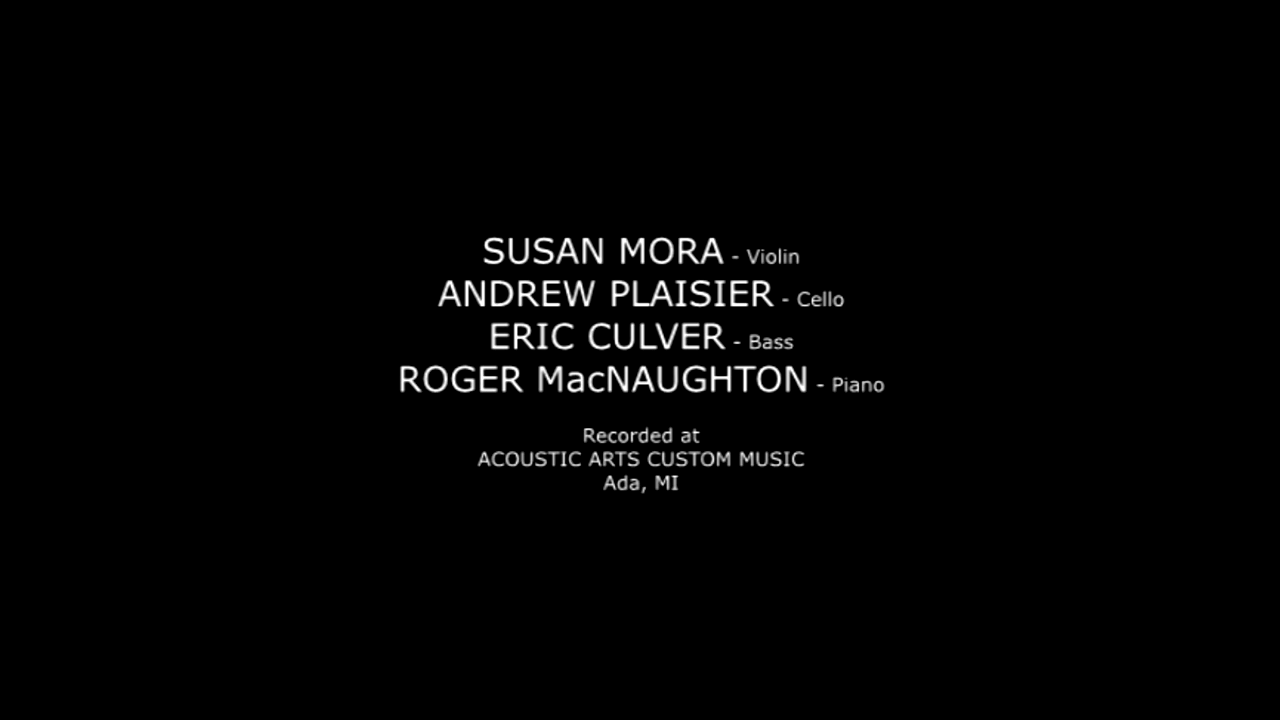 SUSAN MORA - Violin
ANDREW PLAISIER - Cello
ERIC CULVER - Bass
ROGER MacNAUGHTON - Piano
Recorded at
ACOUSTIC ARTS CUSTOM MUSIC
Ada, MI